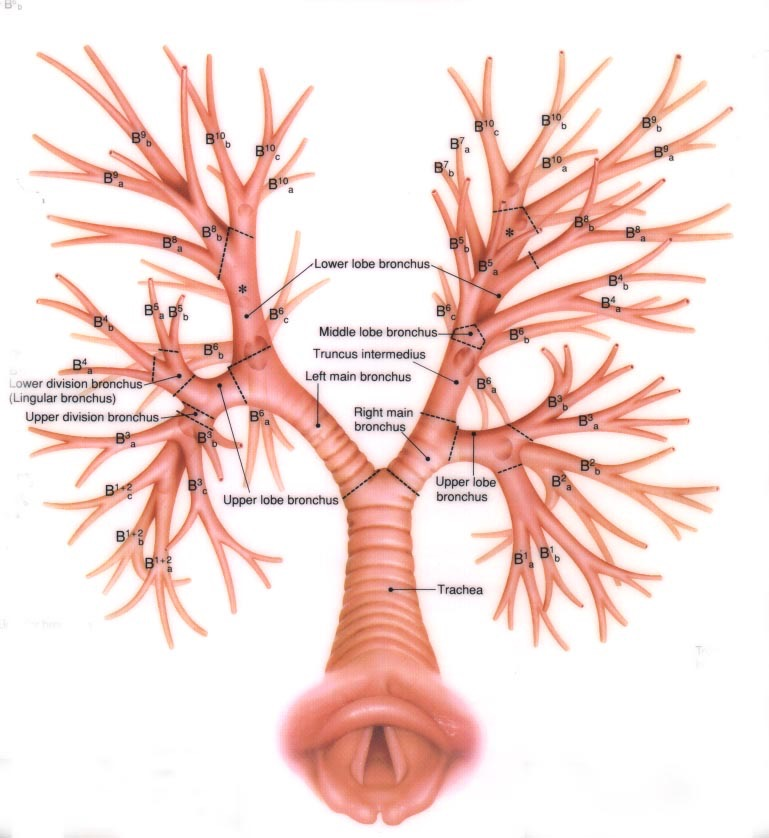 B⁶b
B⁹b
B¹⁰b
B¹⁰c
B¹⁰a
B⁹a
B⁸b
B⁸a
*
B⁵a
B⁵b
B⁴b
B⁴a
B⁶b
B⁶c
B⁶a
B⁷a
B⁷b
B¹⁰c
B¹⁰b
B¹⁰a
B⁹b
B⁹a
*
B⁸b
B⁸a
B⁵b
B⁵a
B⁴b
B⁴a
B⁶c
B⁶b
B⁶a
Lower lobe bronchus
Middle lobe bronchus
Truncus intermedius
Left main bronchus
Right main
bronchus
Lower division bronchus
(Lingular bronchus)
Upper division bronchus
Upper lobe bronchus
Upper lobe
bronchus
B³a
B³b
B³c
B¹⁺²c
B¹⁺²b
B¹⁺²a
B³b
B³a
B²b
B²a
B¹a
B¹b
Trachea